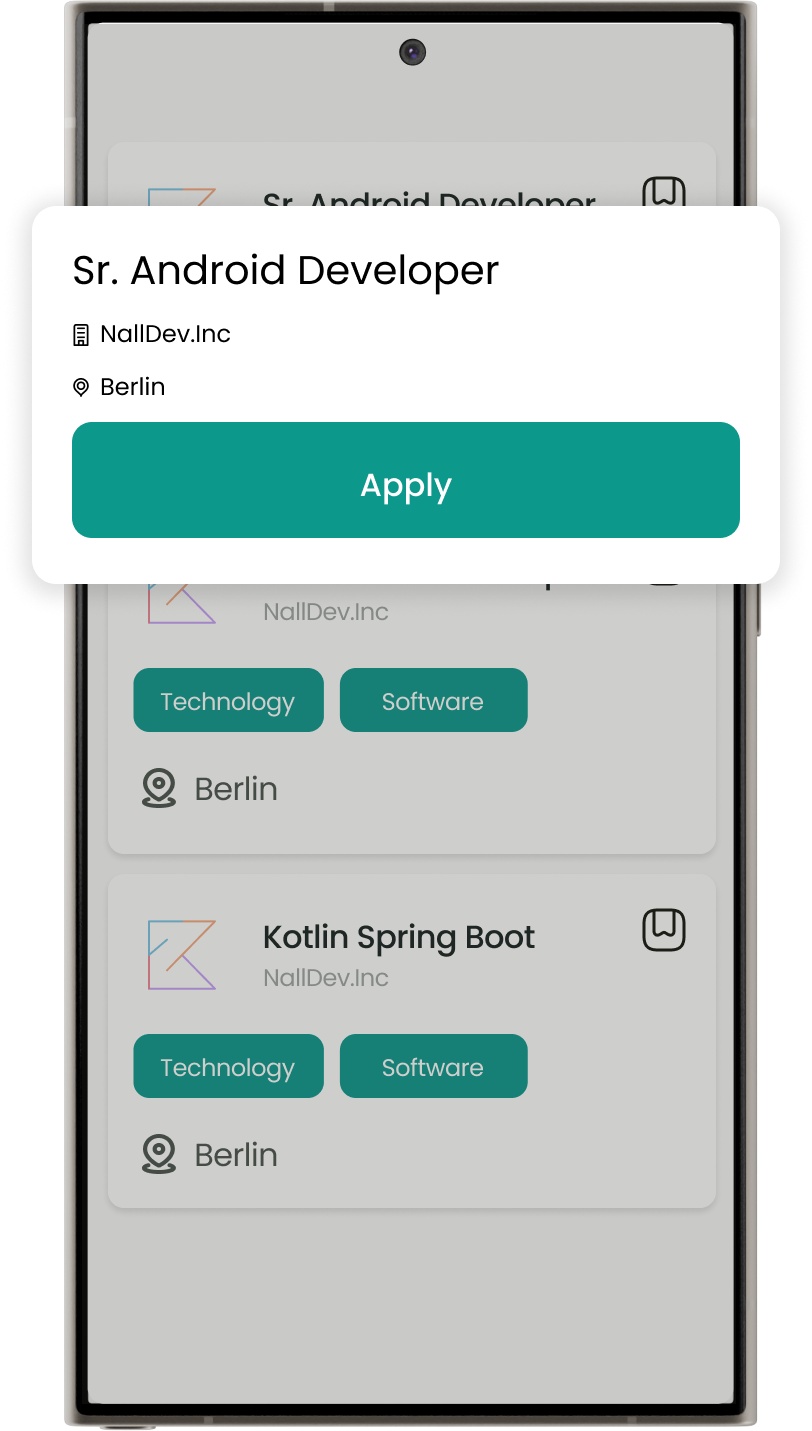 Sr. Android Developer
Sr. Android Developer
NallDev.Inc
Berlin
Apply
NallDev.Inc
Technology Software
Berlin
Kotlin Spring Boot
NallDev.Inc
Technology Software
Berlin